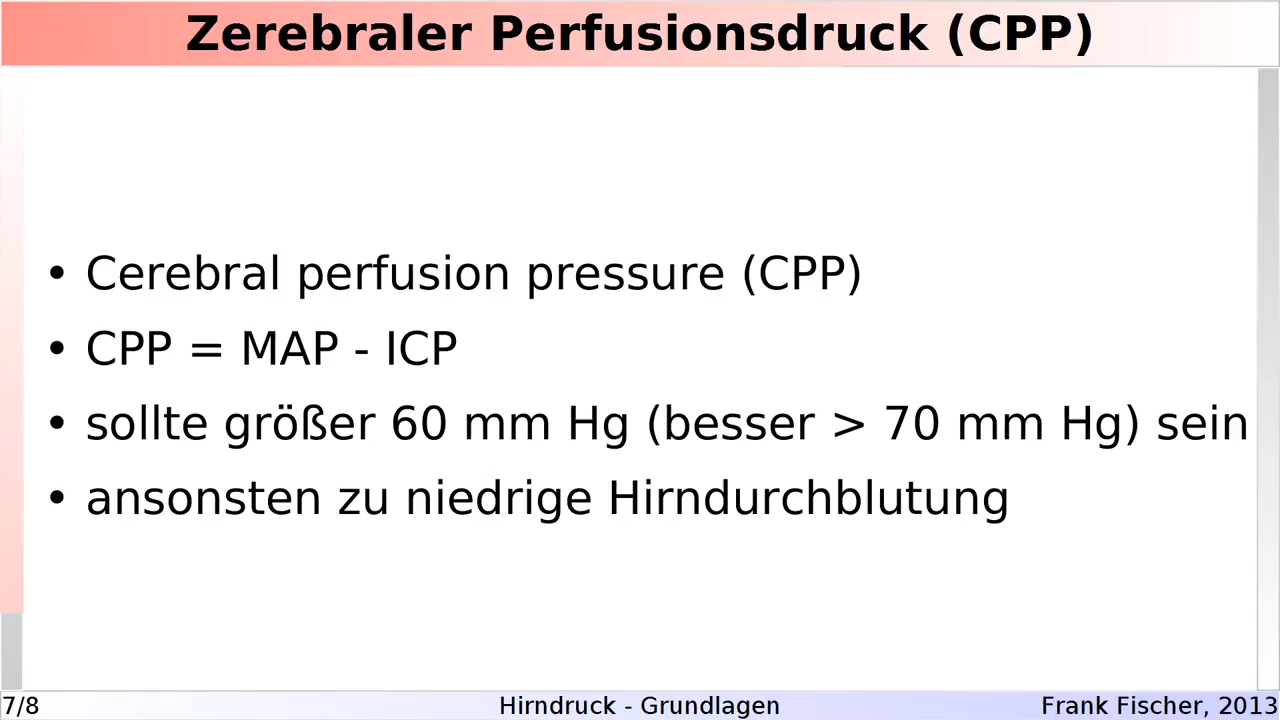 Zerebraler Perfusionsdruck (CPP)
• Cerebral perfusion pressure (CPP)
• CPP = MAP - ICP
• sollte größer 60 mm Hg (besser > 70 mm Hg) sein
• ansonsten zu niedrige Hirndurchblutung
7/8
Hirndruck - Grundlagen
Frank Fischer, 2013